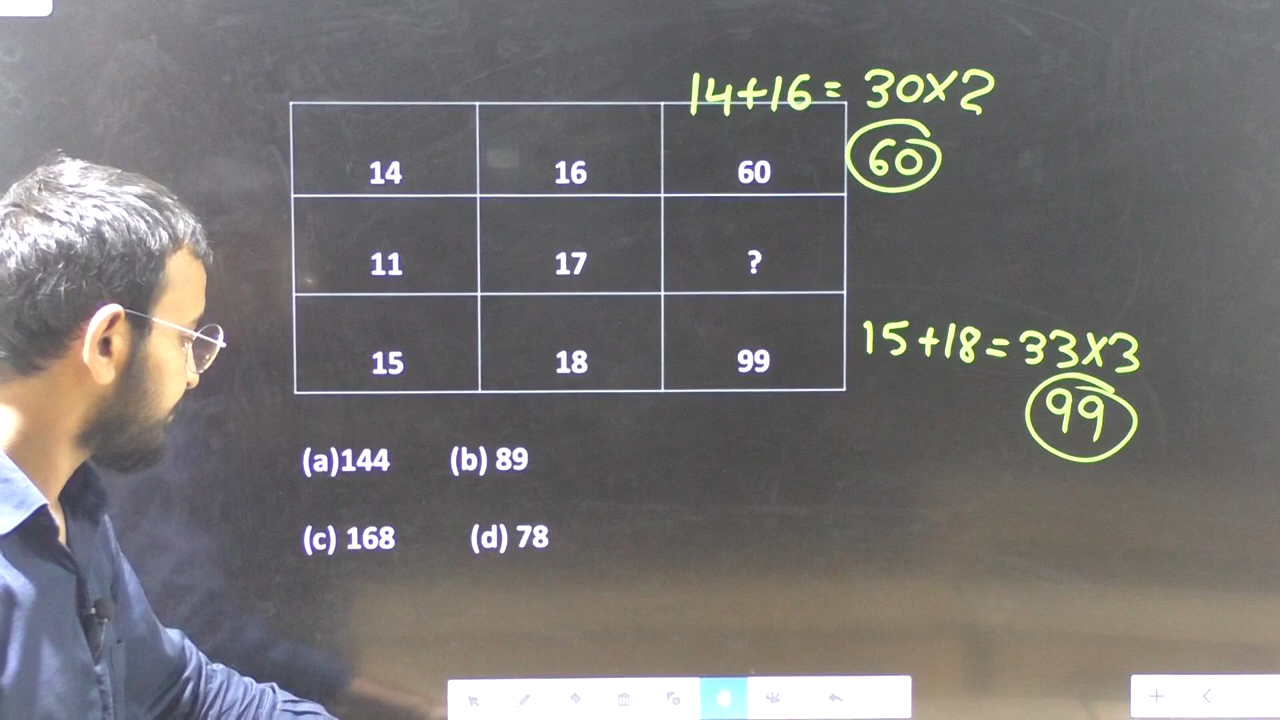 14+16= 30×2
14 16 60 60
11 17 ?
15+18=33×3
15 18 99 99
(a)144 (b) 89
(c) 168 (d) 78